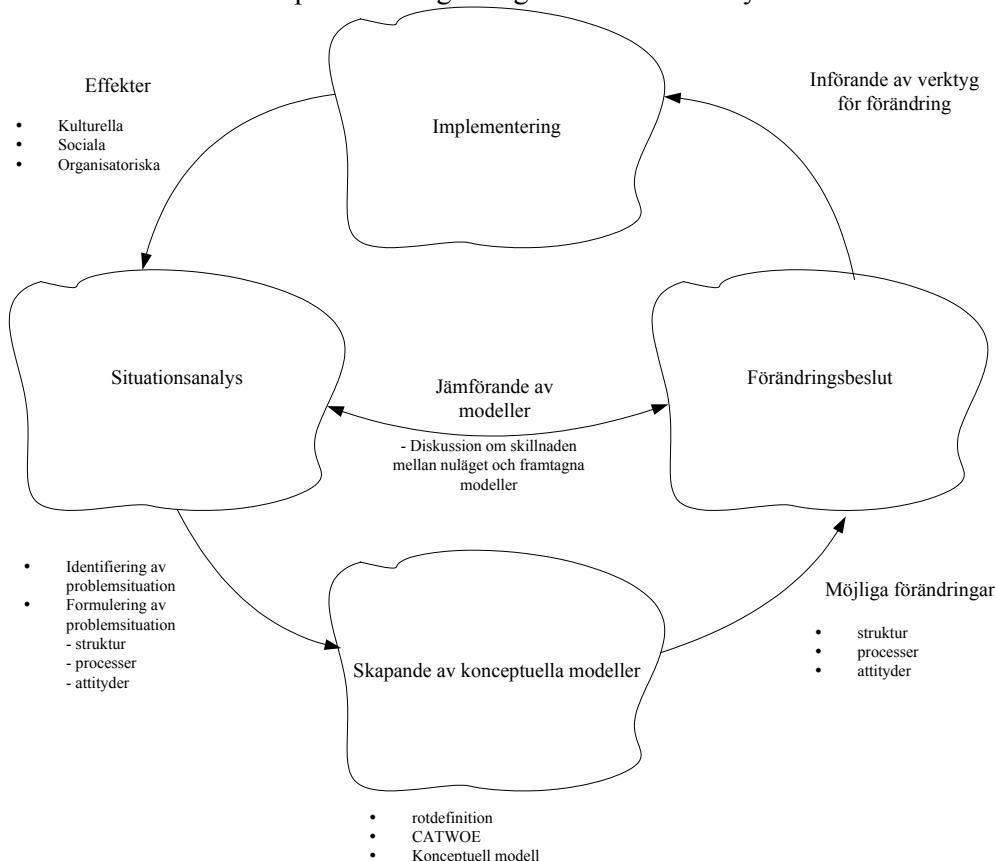 Effekter
• Kulturella
• Sociala
• Organisatoriska
Implementering
Införande av verktyg
för förändring
Situationsanalys
Jämförande av
modeller
- Diskussion om skillnaden
mellan nuläget och framtagna
modeller
Förändringsbeslut
• Identifiering av
problemsituation
• Formulering av
problemsituation
- struktur
- processer
- attityder
Skapande av konceptuella modeller
Möjliga förändringar
• struktur
• processer
• attityder
• rotdefinition
• CATWOE
• Konceptuell modell